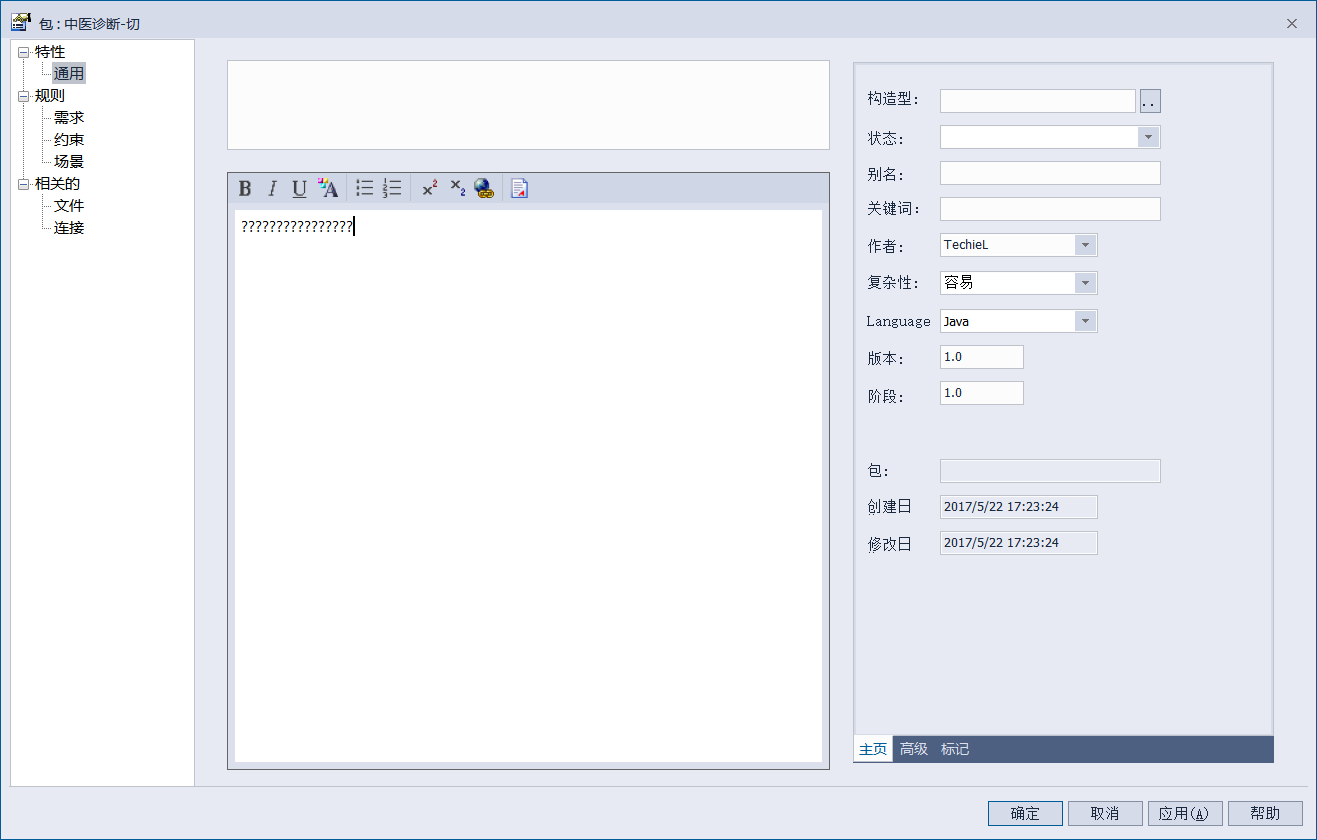 包 : 中医诊断-切
特性
通用
规则
需求
约束
场景
相关的
文件
连接
B I U A x² x₂
????????????????
构造型: ..
状态:
别名:
关键词:
作者: TechieL
复杂性: 容易
Language Java
版本: 1.0
阶段: 1.0
包:
创建日 2017/5/22 17:23:24
修改日 2017/5/22 17:23:24
主页 高级 标记
确定 取消 应用(A) 帮助